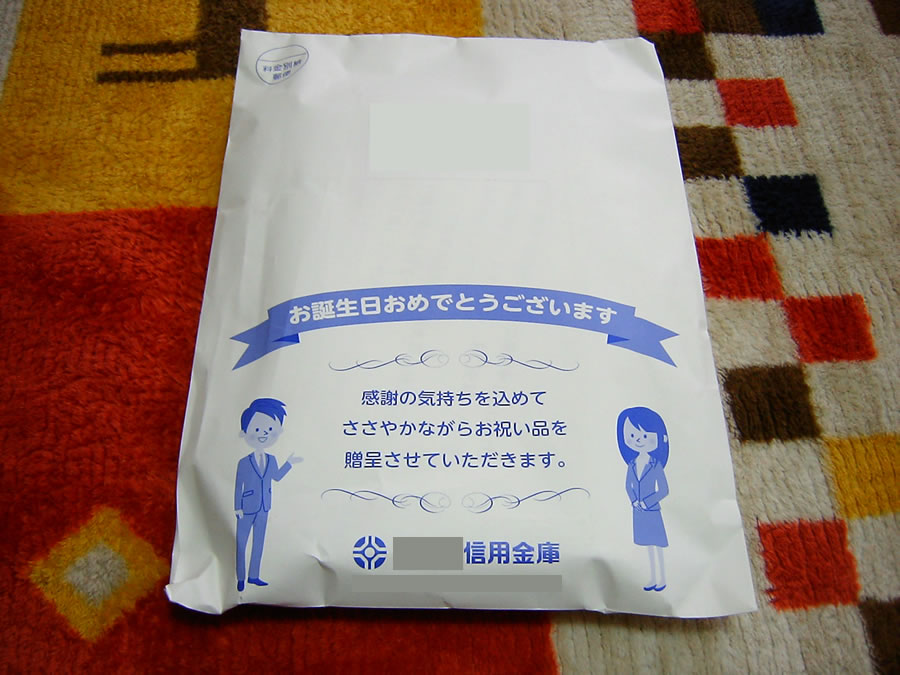 料金別納
郵便
お誕生日おめでとうございます
感謝の気持ちを込めて
ささやかながらお祝い品を
贈呈させていただきます。
信用金庫